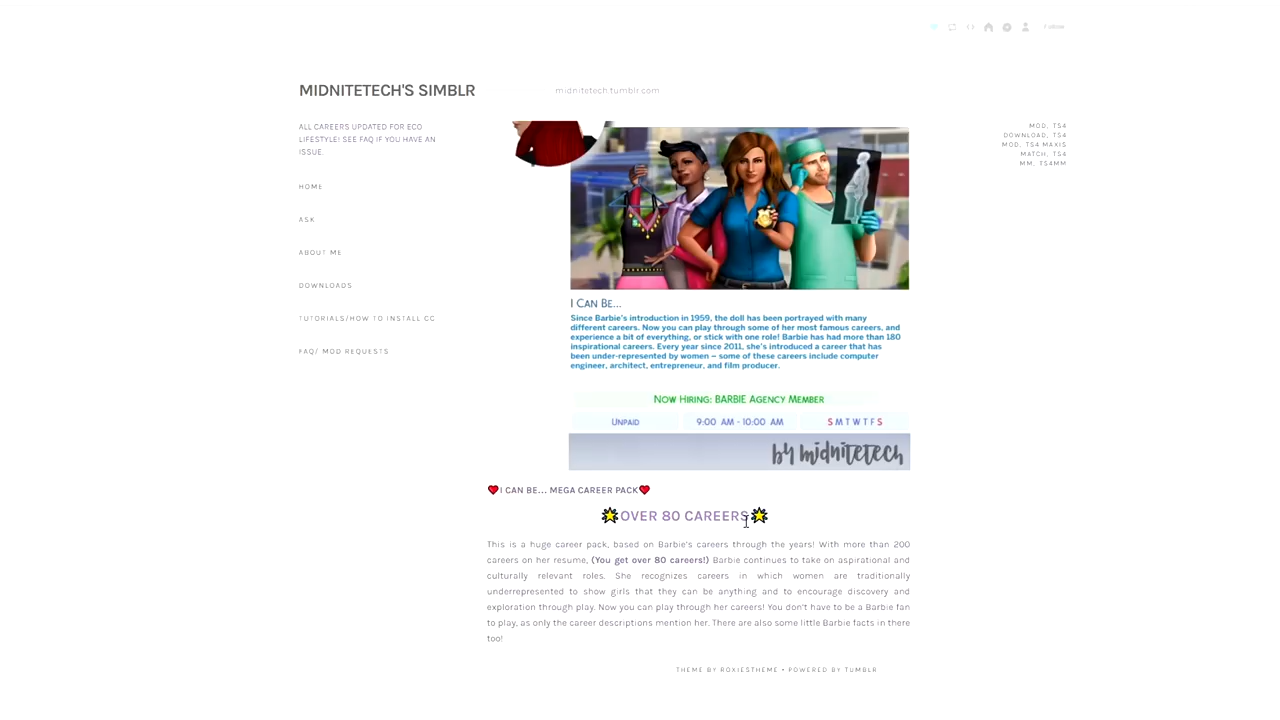 Follow
MIDNITETECH'S SIMBLR
midnitetech.tumblr.com
ALL CAREERS UPDATED FOR ECO
LIFESTYLE! SEE FAQ IF YOU HAVE AN
ISSUE.
HOME
ASK
ABOUT ME
DOWNLOADS
TUTORIALS/HOW TO INSTALL CC
FAQ/ MOD REQUESTS
MOD, TS4
DOWNLOAD, TS4
MOD, TS4 MAXIS
MATCH, TS4
MM, TS4MM
I CAN BE...
Since Barbie's introduction in 1959, the doll has been portrayed with many
different careers. Now you can play through some of her most famous careers, and
experience a bit of everything, or stick with one role! Barbie has had more than 180
inspirational careers. Every year since 2011, she's introduced a career that has
been under-represented by women – some of these careers include computer
engineer, architect, entrepreneur, and film producer.
NOW HIRING: BARBIE AGENCY MEMBER
UNPAID 9:00 AM - 10:00 AM S M T W T F S
by midnitetech
I CAN BE... MEGA CAREER PACK
OVER 80 CAREERS
This is a huge career pack, based on Barbie's careers through the years! With more than 200
careers on her resume, (You get over 80 careers!) Barbie continues to take on aspirational and
culturally relevant roles. She recognizes careers in which women are traditionally
underrepresented to show girls that they can be anything and to encourage discovery and
exploration through play. Now you can play through her careers! You don't have to be a Barbie fan
to play, as only the career descriptions mention her. There are also some little Barbie facts in there
too!
THEME BY ROXIESTHEME • POWERED BY TUMBLR